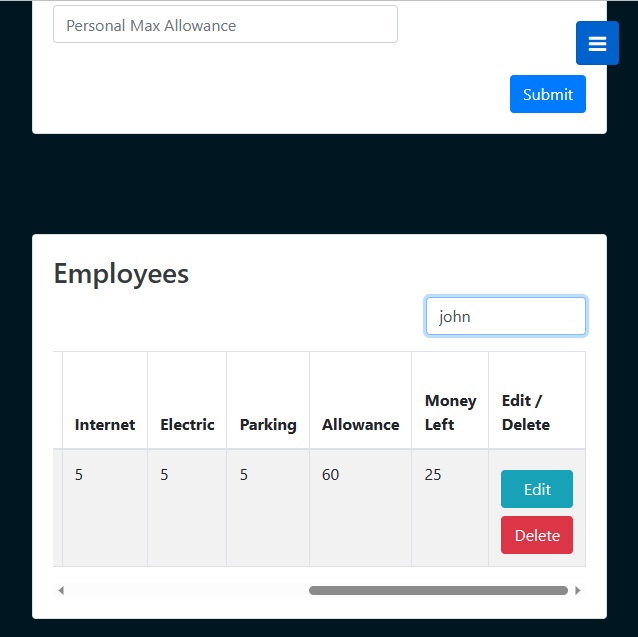 Personal Max Allowance
Submit
Employees
john
Internet Electric Parking Allowance Money Left Edit / Delete
5 5 5 60 25 Edit
Delete